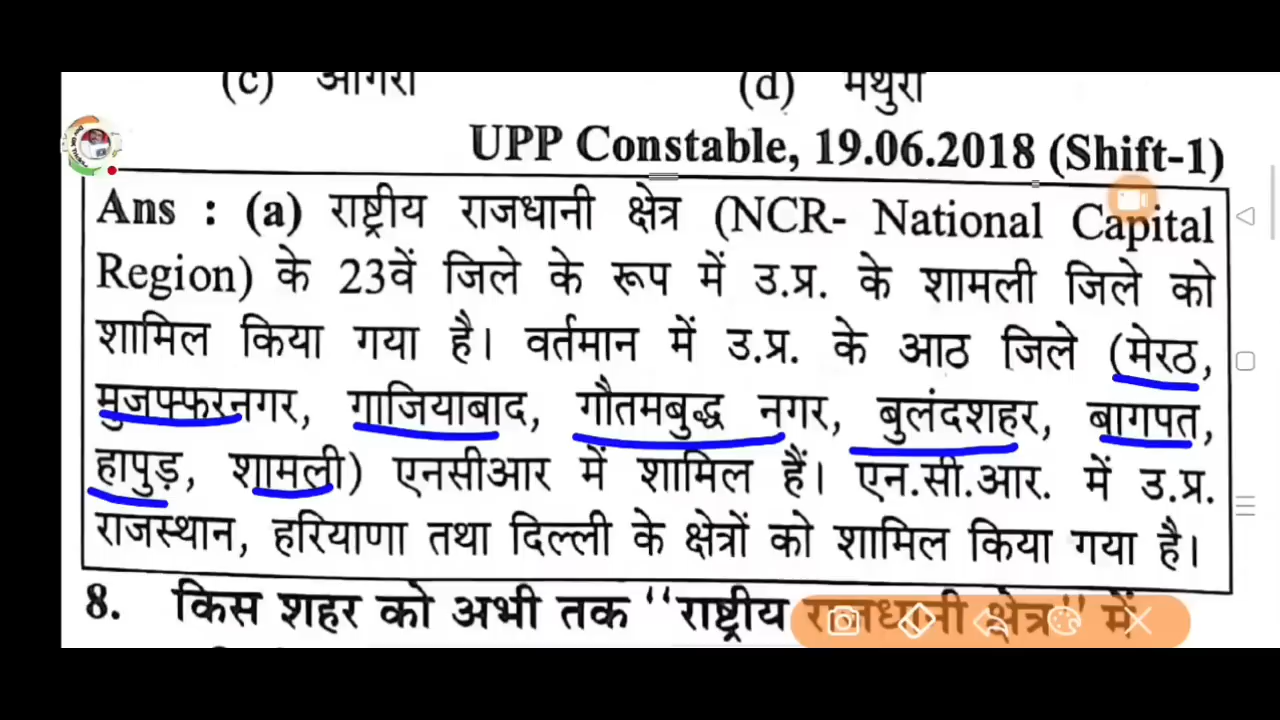 (c) आगरा (d) मथुरा
UPP Constable, 19.06.2018 (Shift-1)
Ans : (a) राष्ट्रीय राजधानी क्षेत्र (NCR- National Capital
Region) के 23वें जिले के रूप में उ.प्र. के शामली जिले को
शामिल किया गया है। वर्तमान में उ.प्र. के आठ जिले (मेरठ,
मुजफ्फरनगर, गाजियाबाद, गौतमबुद्ध नगर, बुलंदशहर, बागपत,
हापुड़, शामली) एनसीआर में शामिल हैं। एन.सी.आर. में उ.प्र.
राजस्थान, हरियाणा तथा दिल्ली के क्षेत्रों को शामिल किया गया है।
8. किस शहर को अभी तक ‘‘राष्ट्रीय राजधानी क्षेत्र’’ में